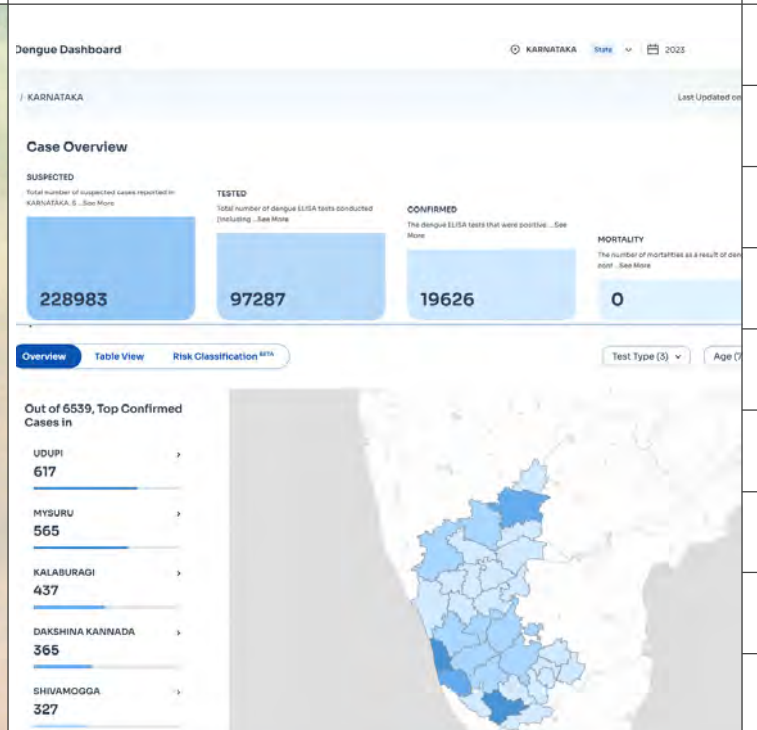 Dengue Dashboard
KARNATAKA State 2023
/ KARNATAKA
Last Updated
Case Overview
SUSPECTED
Total number of suspected cases reported in
KARNATAKA. ...See More
228983
TESTED
Total number of dengue ELISA tests conducted
(including ...See More
97287
CONFIRMED
The dengue ELISA tests that were positive ...See
More
19626
MORTALITY
The number of mortalities as a result of den
...See More
0
Overview Table View Risk Classification BETA
Test Type (3) Age (7
Out of 6539, Top Confirmed
Cases in
UDUPI
617
MYSURU
565
KALABURAGI
437
DAKSHINA KANNADA
365
SHIVAMOGGA
327